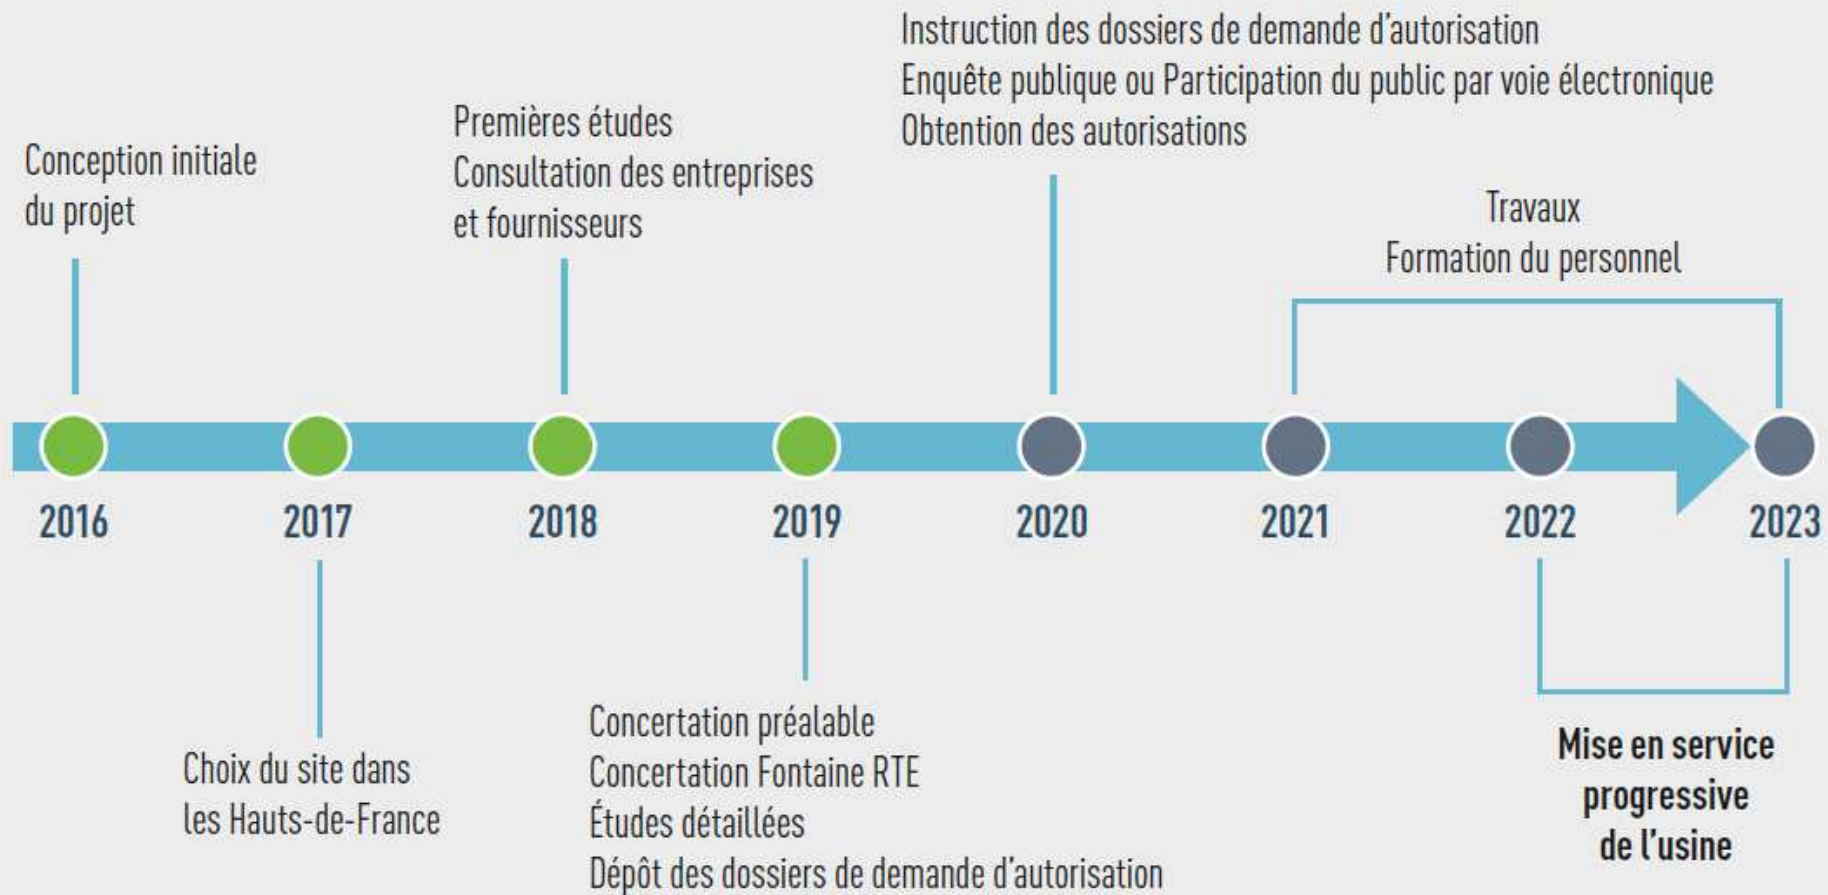 Conception initiale
du projet
Premières études
Consultation des entreprises
et fournisseurs
Instruction des dossiers de demande d'autorisation
Enquête publique ou Participation du public par voie électronique
Obtention des autorisations
Travaux
Formation du personnel
2016
2017
2018
2019
2020
2021
2022
2023
Choix du site dans
les Hauts-de-France
Concertation préalable
Concertation Fontaine RTE
Études détaillées
Dépôt des dossiers de demande d'autorisation
Mise en service
progressive
de l'usine